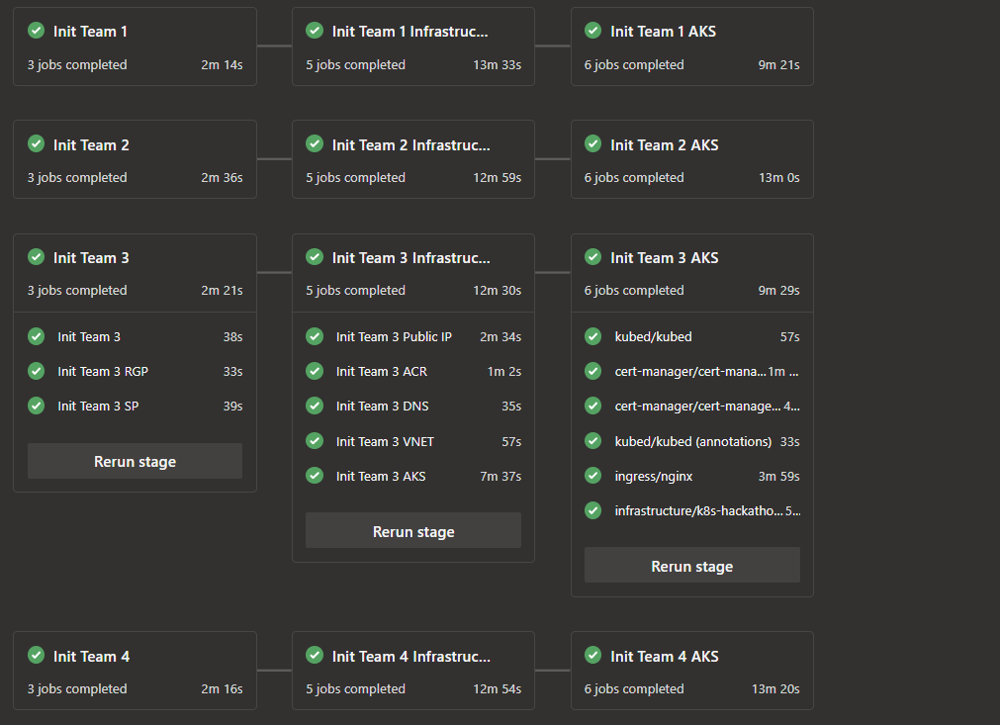 Init Team 1
3 jobs completed 2m 14s
Init Team 1 Infrastruc...
5 jobs completed 13m 33s
Init Team 1 AKS
6 jobs completed 9m 21s
Init Team 2
3 jobs completed 2m 36s
Init Team 2 Infrastruc...
5 jobs completed 12m 59s
Init Team 2 AKS
6 jobs completed 13m 0s
Init Team 3
3 jobs completed 2m 21s
Init Team 3 38s
Init Team 3 RGP 33s
Init Team 3 SP 39s
Rerun stage
Init Team 3 Infrastruc...
5 jobs completed 12m 30s
Init Team 3 Public IP 2m 34s
Init Team 3 ACR 1m 2s
Init Team 3 DNS 35s
Init Team 3 VNET 57s
Init Team 3 AKS 7m 37s
Rerun stage
Init Team 3 AKS
6 jobs completed 9m 29s
kubed/kubed 57s
cert-manager/cert-mana... 1m ...
cert-manager/cert-manage... 4...
kubed/kubed (annotations) 33s
ingress/nginx 3m 59s
infrastructure/k8s-hackatho... 5...
Rerun stage
Init Team 4
3 jobs completed 2m 16s
Init Team 4 Infrastruc...
5 jobs completed 12m 54s
Init Team 4 AKS
6 jobs completed 13m 20s